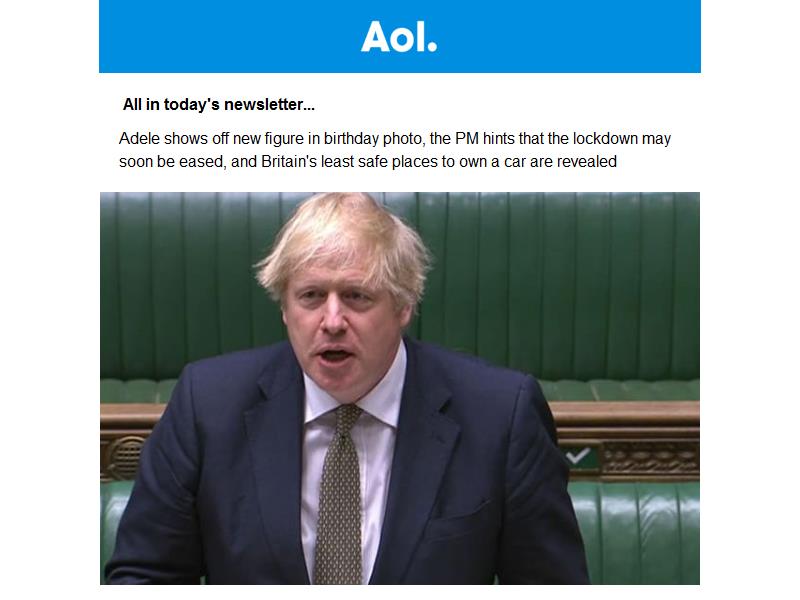 Aol.
All in today's newsletter...
Adele shows off new figure in birthday photo, the PM hints that the lockdown may
soon be eased, and Britain's least safe places to own a car are revealed